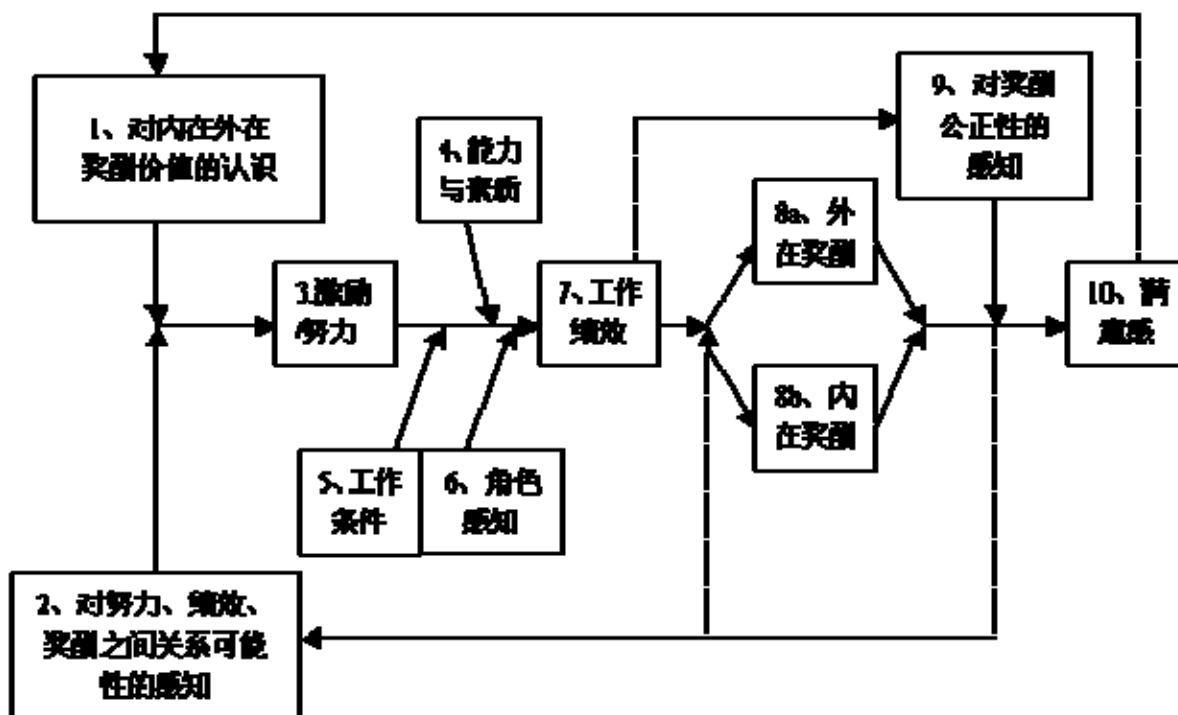 1、对内在外在
奖酬价值的认识
2、对努力、绩效、
奖酬之间关系可能
性的感知
3.激励
/努力
4、能力
与素质
5、工作
条件
6、角色
感知
7、工作
绩效
8a、外
在奖酬
8b、内
在奖酬
9、对奖酬
公正性的
感知
10、满
意感